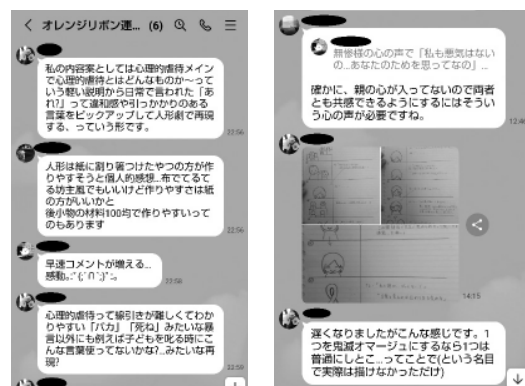 オレンジリボン運... (6)
私の内容案としては心理的虐待メイン
で心理的虐待とはどんなものか〜って
いう軽い説明から日常で言われた「あ
れ?」って違和感や引っかかりのある
言葉をピックアップして人形劇で再現
する、っていう形です。
22:56
人形は紙に割り箸つけたやつの方が作
りやすそうと個人的感想…布でてるて
る坊主風でもいいけど作りやすさは紙
の方がいいかと
後小物の材料100均で作りやすいって
のもあります
22:56
早速コメントが増える…
感動。
22:58
心理的虐待って線引きが難しくてわか
りやすい「バカ」「死ね」みたいな暴
言以外にも例えば子どもを叱る時にこ
んな言葉使ってないかな?…みたいな再
現?
22:59
無惨様の心の声で「私も悪気はない
の…あなたのためを思ってなの」…
確かに、親の心が入ってないので両者
とも共感できるようにするにはそうい
う心の声が必要ですね。
12:46
14:15
遅くなりましたがこんな感じです。1
つを鬼滅オマージュにするなら1つは
普通にしとこ…ってことで(という名目
で実際は描けなかっただけ)